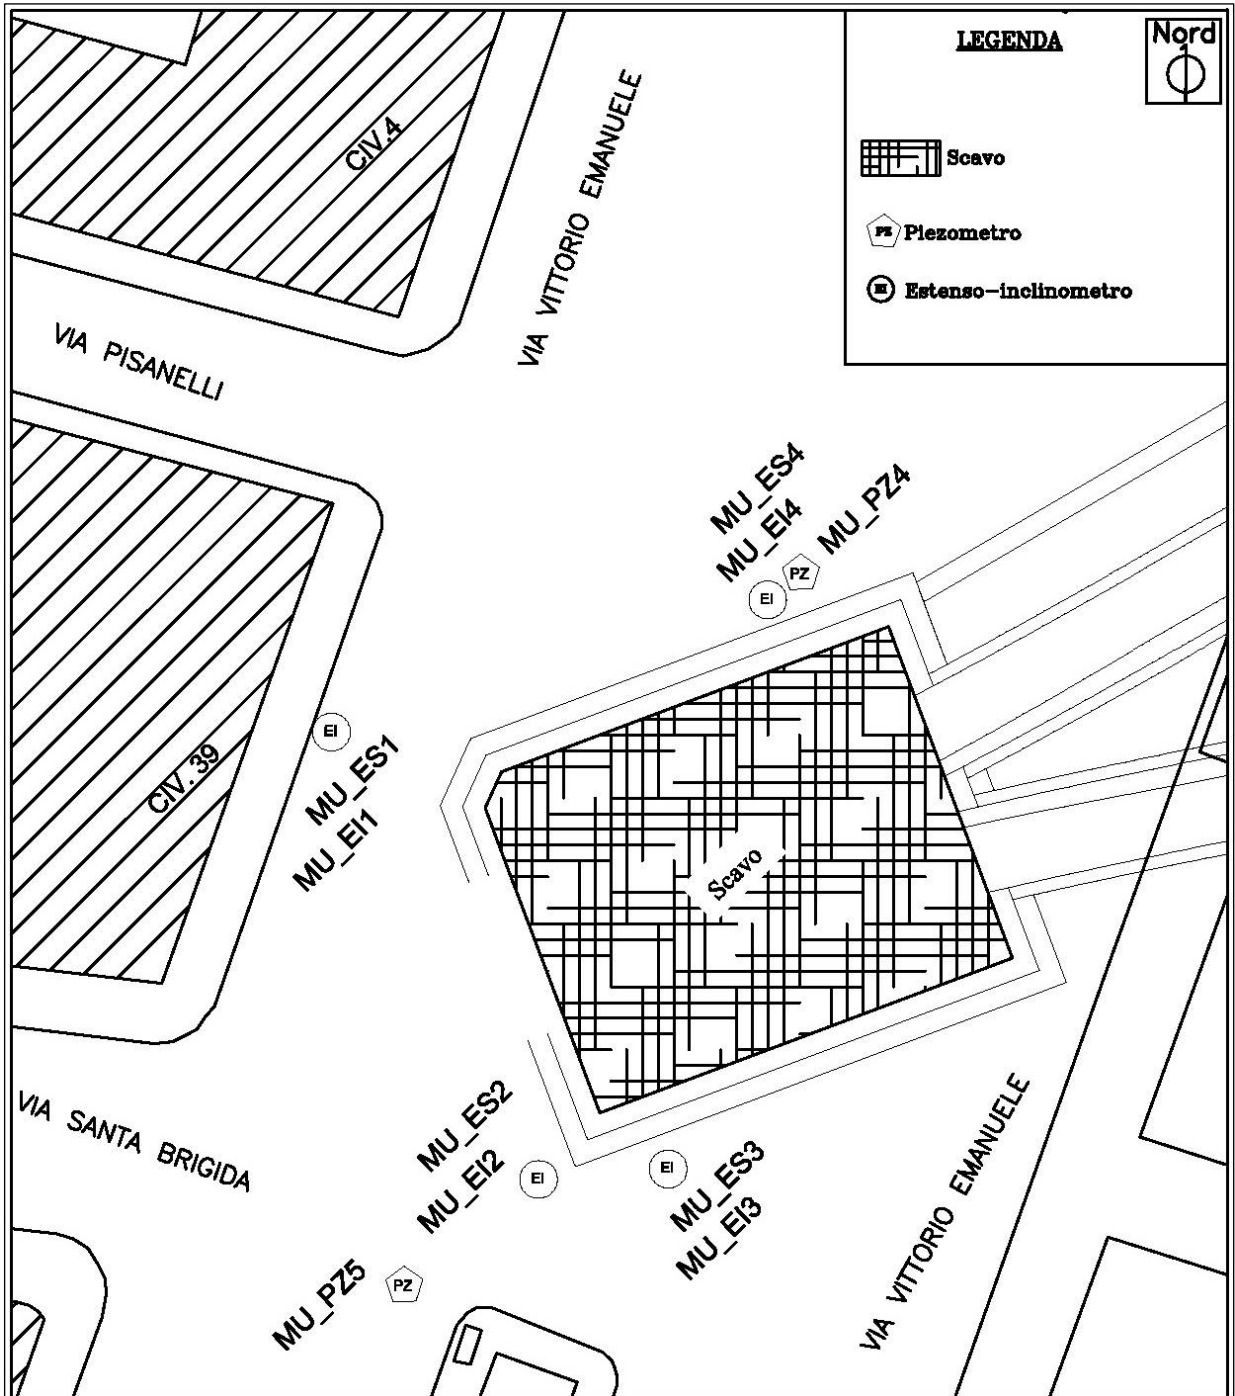 LEGENDA
Nord
Scavo
PZ Piezometro
EI Estenso-inclinometro
CIV.4
VIA VITTORIO EMANUELE
VIA PISANELLI
MU_ES4
MU_EI4
MU_PZ4
PZ
EI
EI
MU_ES1
MU_EI1
CIV. 39
Scavo
VIA SANTA BRIGIDA
MU_ES2
MU_EI2
EI
EI
MU_ES3
MU_EI3
VIA VITTORIO EMANUELE
MU_PZ5
PZ